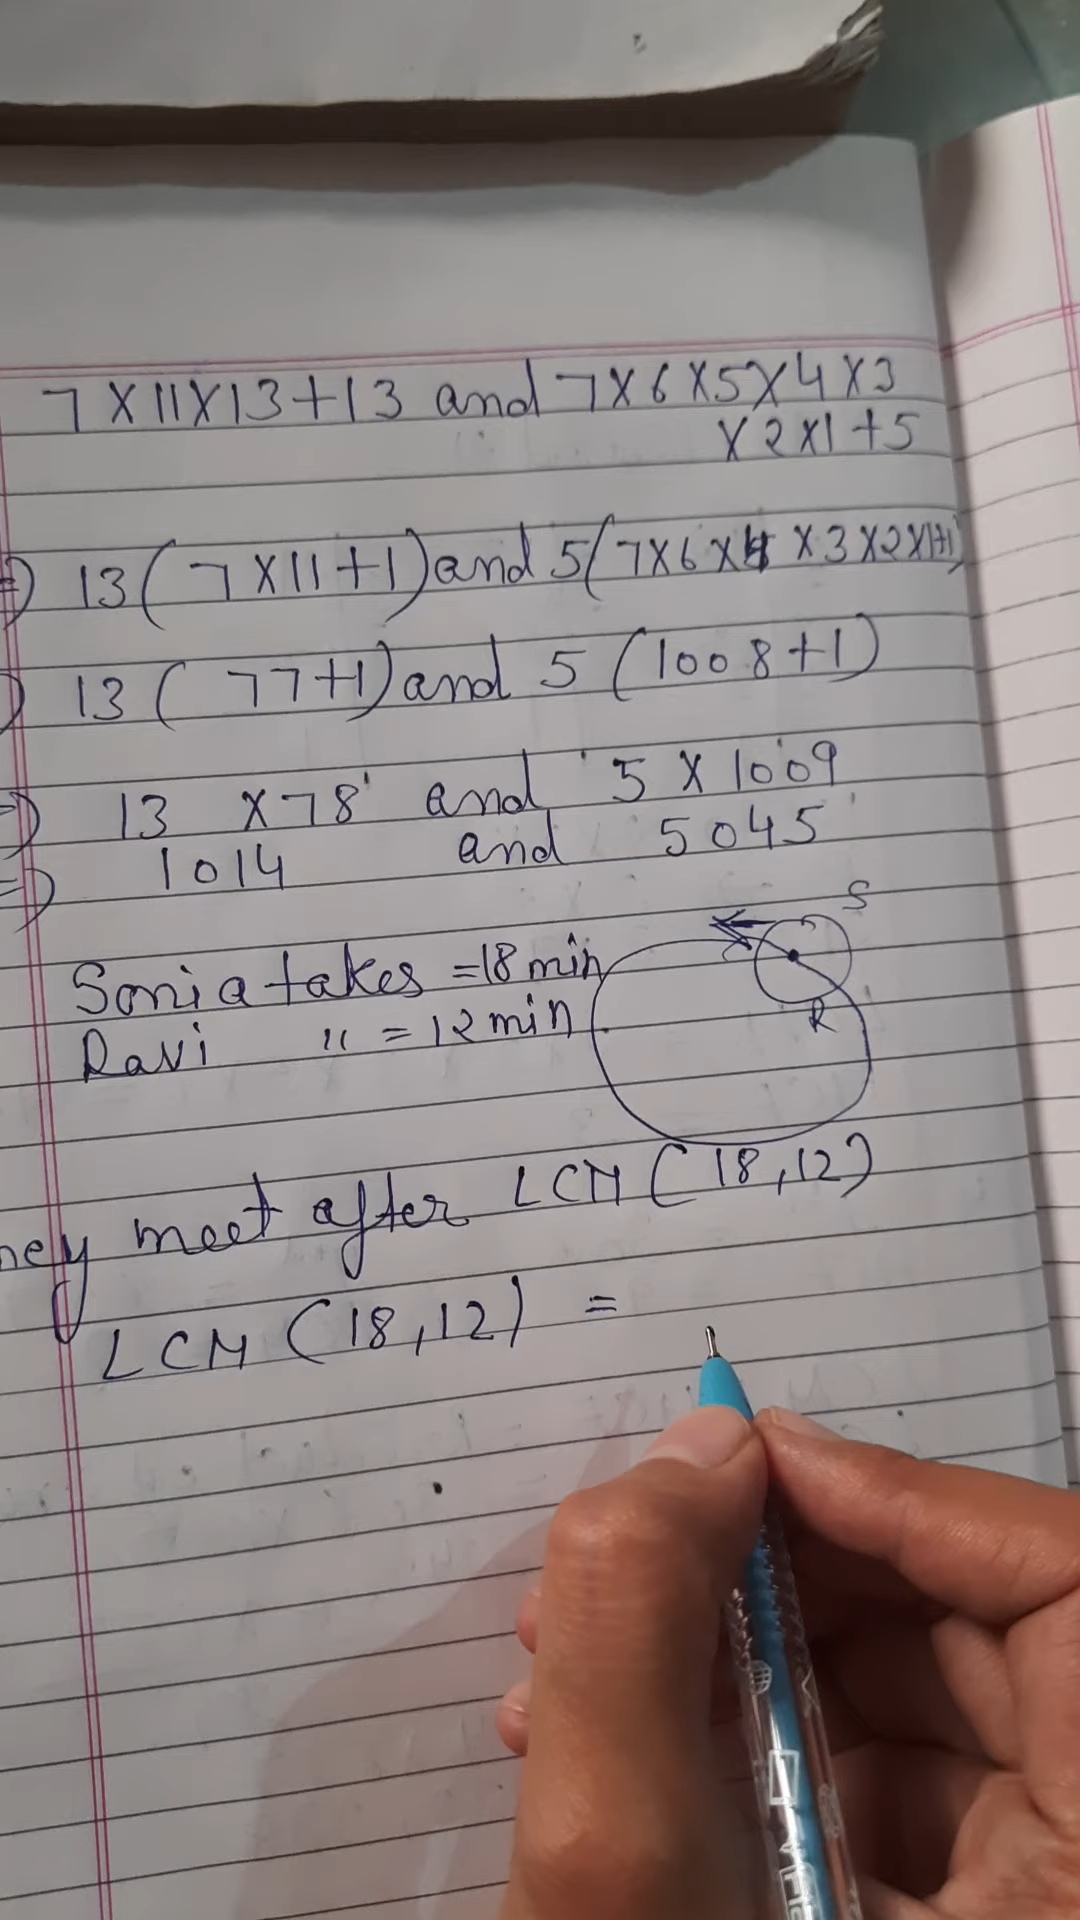 7×11×13+13 and 7×6×5×4×3
×2×1+5
⇒ 13(7×11+1) and 5(7×6×4×3×2×1+1)
⇒ 13(77+1) and 5(1008+1)
⇒ 13×78 and 5×1009
⇒ 1014 and 5045
S
Sonia takes =18 min
R
Ravi " = 12 min
hey meet after LCM (18,12)
LCM (18,12) =